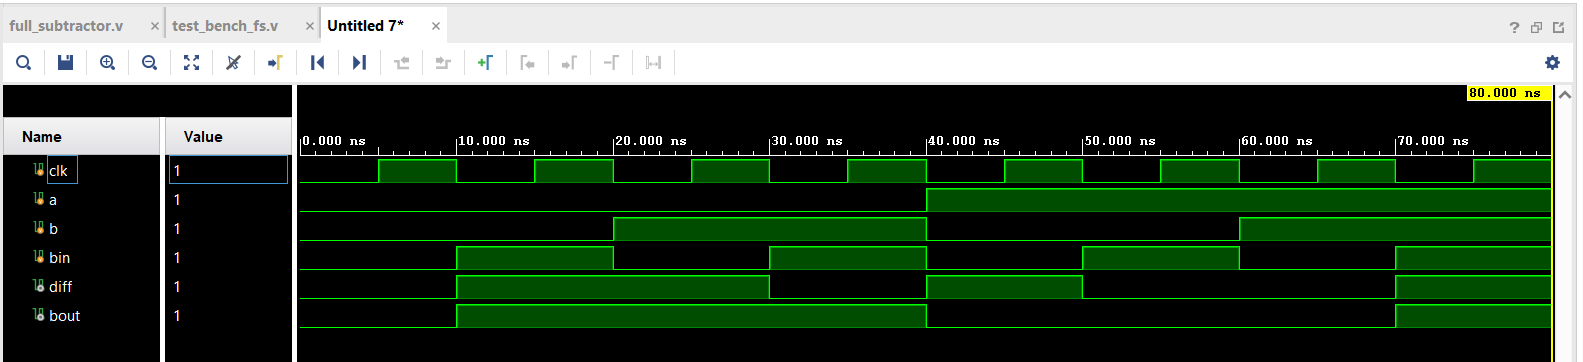 full_subtractor.v × test_bench_fs.v × Untitled 7* ×
?
80.000 ns
Name Value
0.000 ns 10.000 ns 20.000 ns 30.000 ns 40.000 ns 50.000 ns 60.000 ns 70.000 ns
clk 1
a 1
b 1
bin 1
diff 1
bout 1